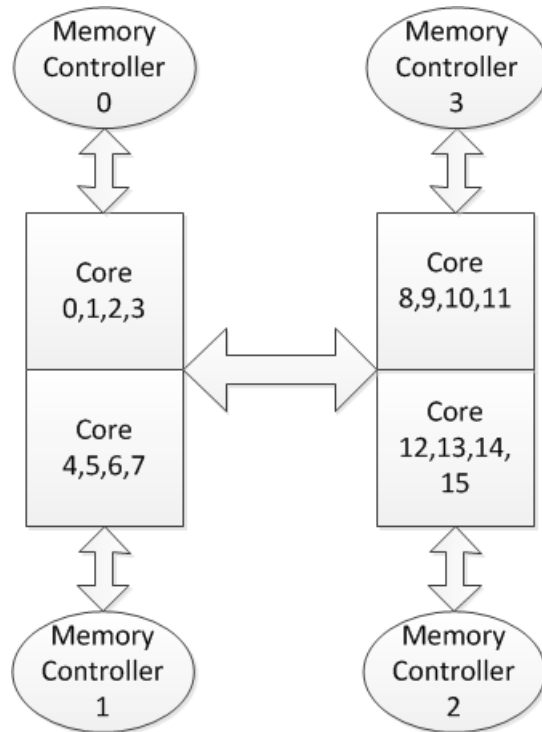 Memory
Controller
0
Memory
Controller
3
Core
0,1,2,3
Core
8,9,10,11
Core
4,5,6,7
Core
12,13,14,
15
Memory
Controller
1
Memory
Controller
2